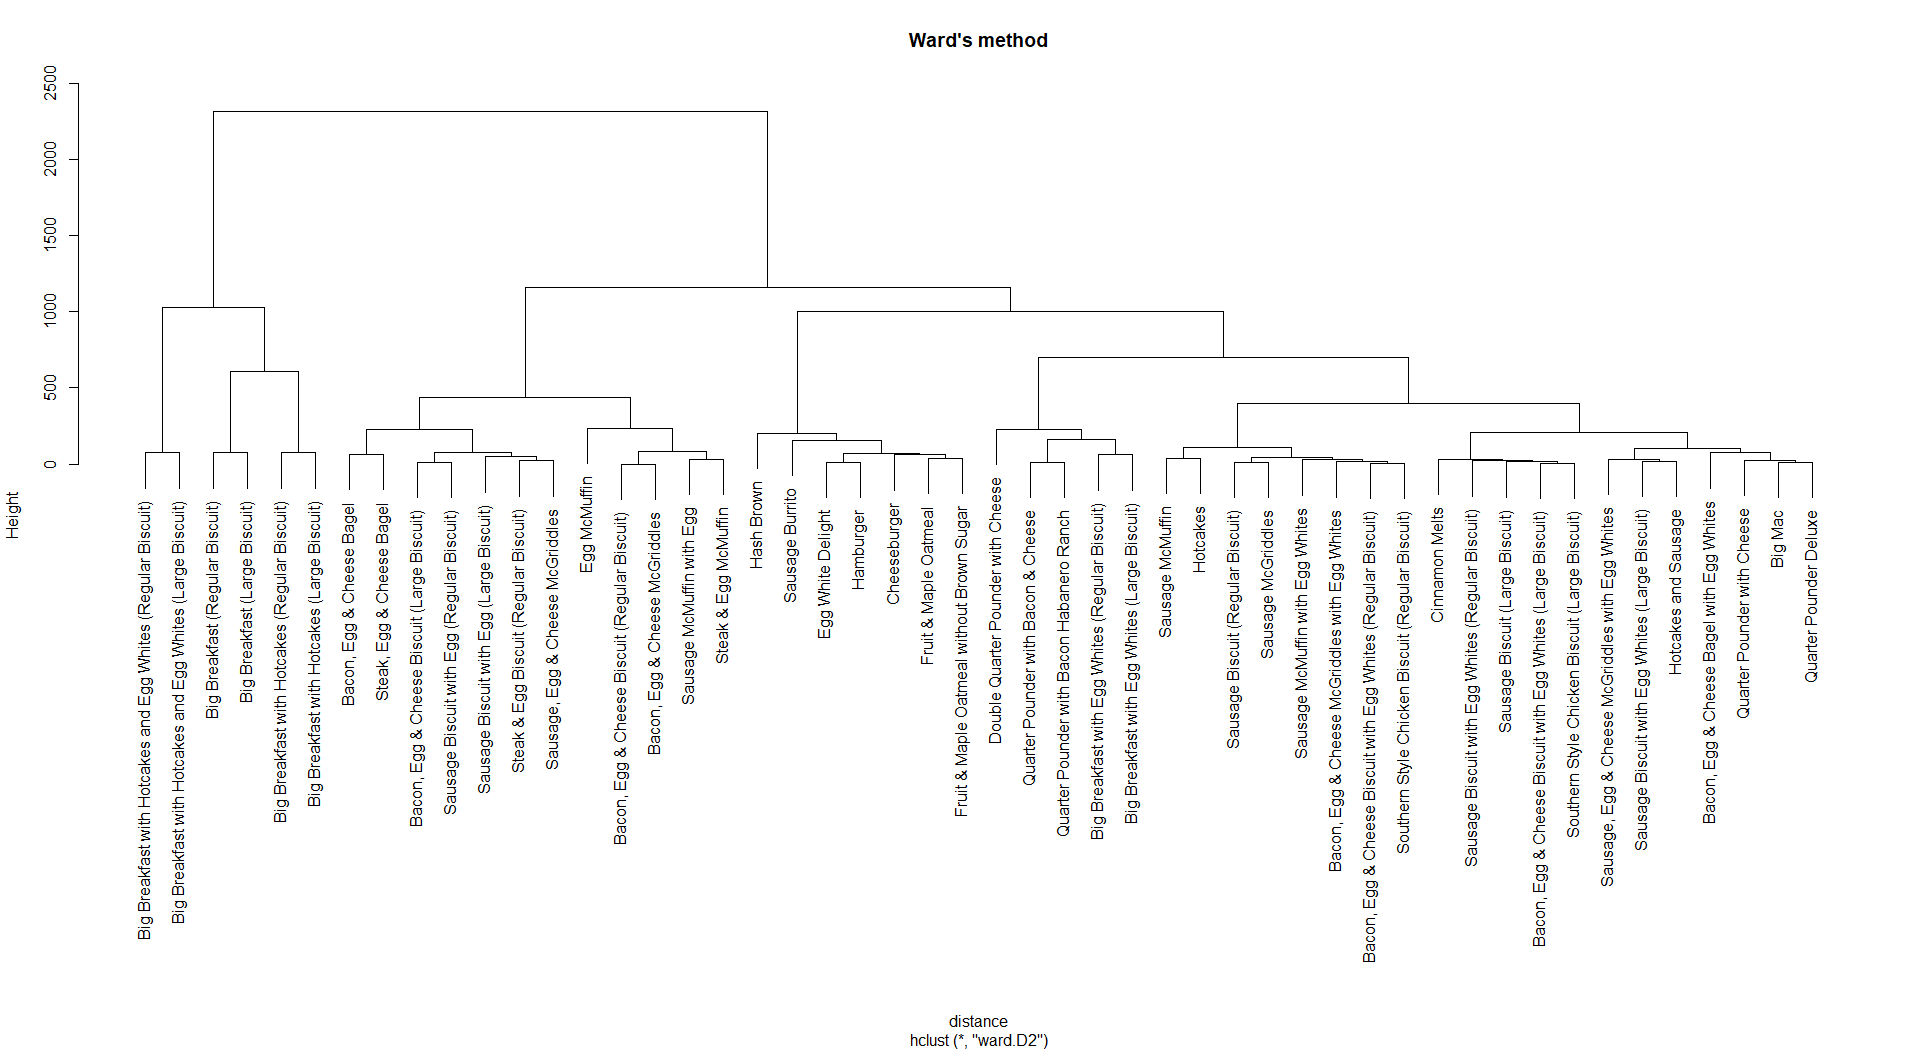 Ward's method
Height
2500
2000
1500
1000
500
0
Big Breakfast with Hotcakes and Egg Whites (Regular Biscuit)
Big Breakfast with Hotcakes and Egg Whites (Large Biscuit)
Big Breakfast (Regular Biscuit)
Big Breakfast (Large Biscuit)
Big Breakfast with Hotcakes (Regular Biscuit)
Big Breakfast with Hotcakes (Large Biscuit)
Bacon, Egg & Cheese Bagel
Steak, Egg & Cheese Bagel
Bacon, Egg & Cheese Biscuit (Large Biscuit)
Sausage Biscuit with Egg (Regular Biscuit)
Sausage Biscuit with Egg (Large Biscuit)
Steak & Egg Biscuit (Regular Biscuit)
Sausage, Egg & Cheese McGriddles
Egg McMuffin
Bacon, Egg & Cheese Biscuit (Regular Biscuit)
Bacon, Egg & Cheese McGriddles
Sausage McMuffin with Egg
Steak & Egg McMuffin
Hash Brown
Sausage Burrito
Egg White Delight
Hamburger
Cheeseburger
Fruit & Maple Oatmeal
Fruit & Maple Oatmeal without Brown Sugar
Double Quarter Pounder with Cheese
Quarter Pounder with Bacon & Cheese
Quarter Pounder with Bacon Habanero Ranch
Big Breakfast with Egg Whites (Regular Biscuit)
Big Breakfast with Egg Whites (Large Biscuit)
Sausage McMuffin
Hotcakes
Sausage Biscuit (Regular Biscuit)
Sausage McGriddles
Sausage McMuffin with Egg Whites
Bacon, Egg & Cheese McGriddles with Egg Whites
Bacon, Egg & Cheese Biscuit with Egg Whites (Regular Biscuit)
Southern Style Chicken Biscuit (Regular Biscuit)
Cinnamon Melts
Sausage Biscuit with Egg Whites (Regular Biscuit)
Sausage Biscuit (Large Biscuit)
Bacon, Egg & Cheese Biscuit with Egg Whites (Large Biscuit)
Southern Style Chicken Biscuit (Large Biscuit)
Sausage, Egg & Cheese McGriddles with Egg Whites
Sausage Biscuit with Egg Whites (Large Biscuit)
Hotcakes and Sausage
Bacon, Egg & Cheese Bagel with Egg Whites
Quarter Pounder with Cheese
Big Mac
Quarter Pounder Deluxe
distance
hclust (*, "ward.D2")